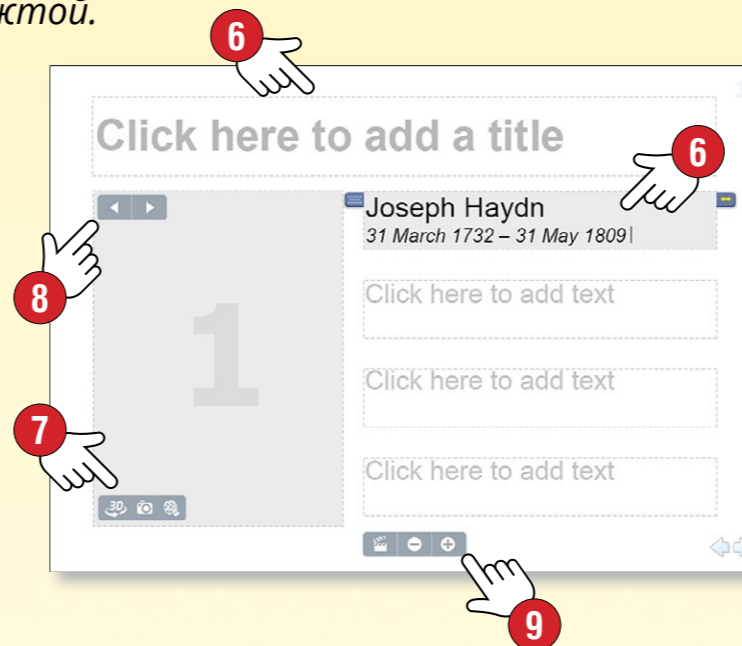 6
Click here to add a title
6
Joseph Haydn
31 March 1732 – 31 May 1809
8
1
Click here to add text
Click here to add text
7
Click here to add text
3D
9